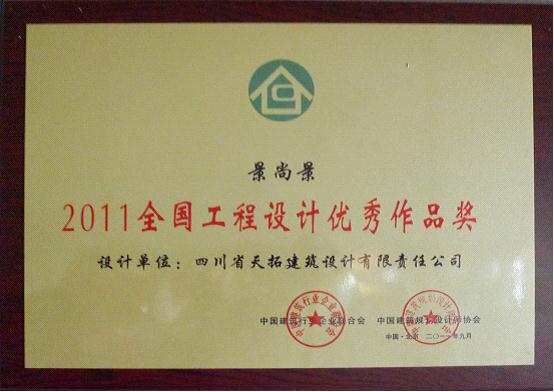 景尚景
2011全国工程设计优秀作品奖
设计单位：四川省天拓建筑设计有限责任公司
中国建筑行业企业联合会 中国建筑规划设计师协会
中国·北京 二〇一一年九月